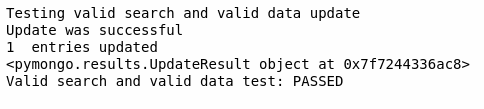 Testing valid search and valid data update
Update was successful
1  entries updated
<pymongo.results.UpdateResult object at 0x7f7244336ac8>
Valid search and valid data test: PASSED